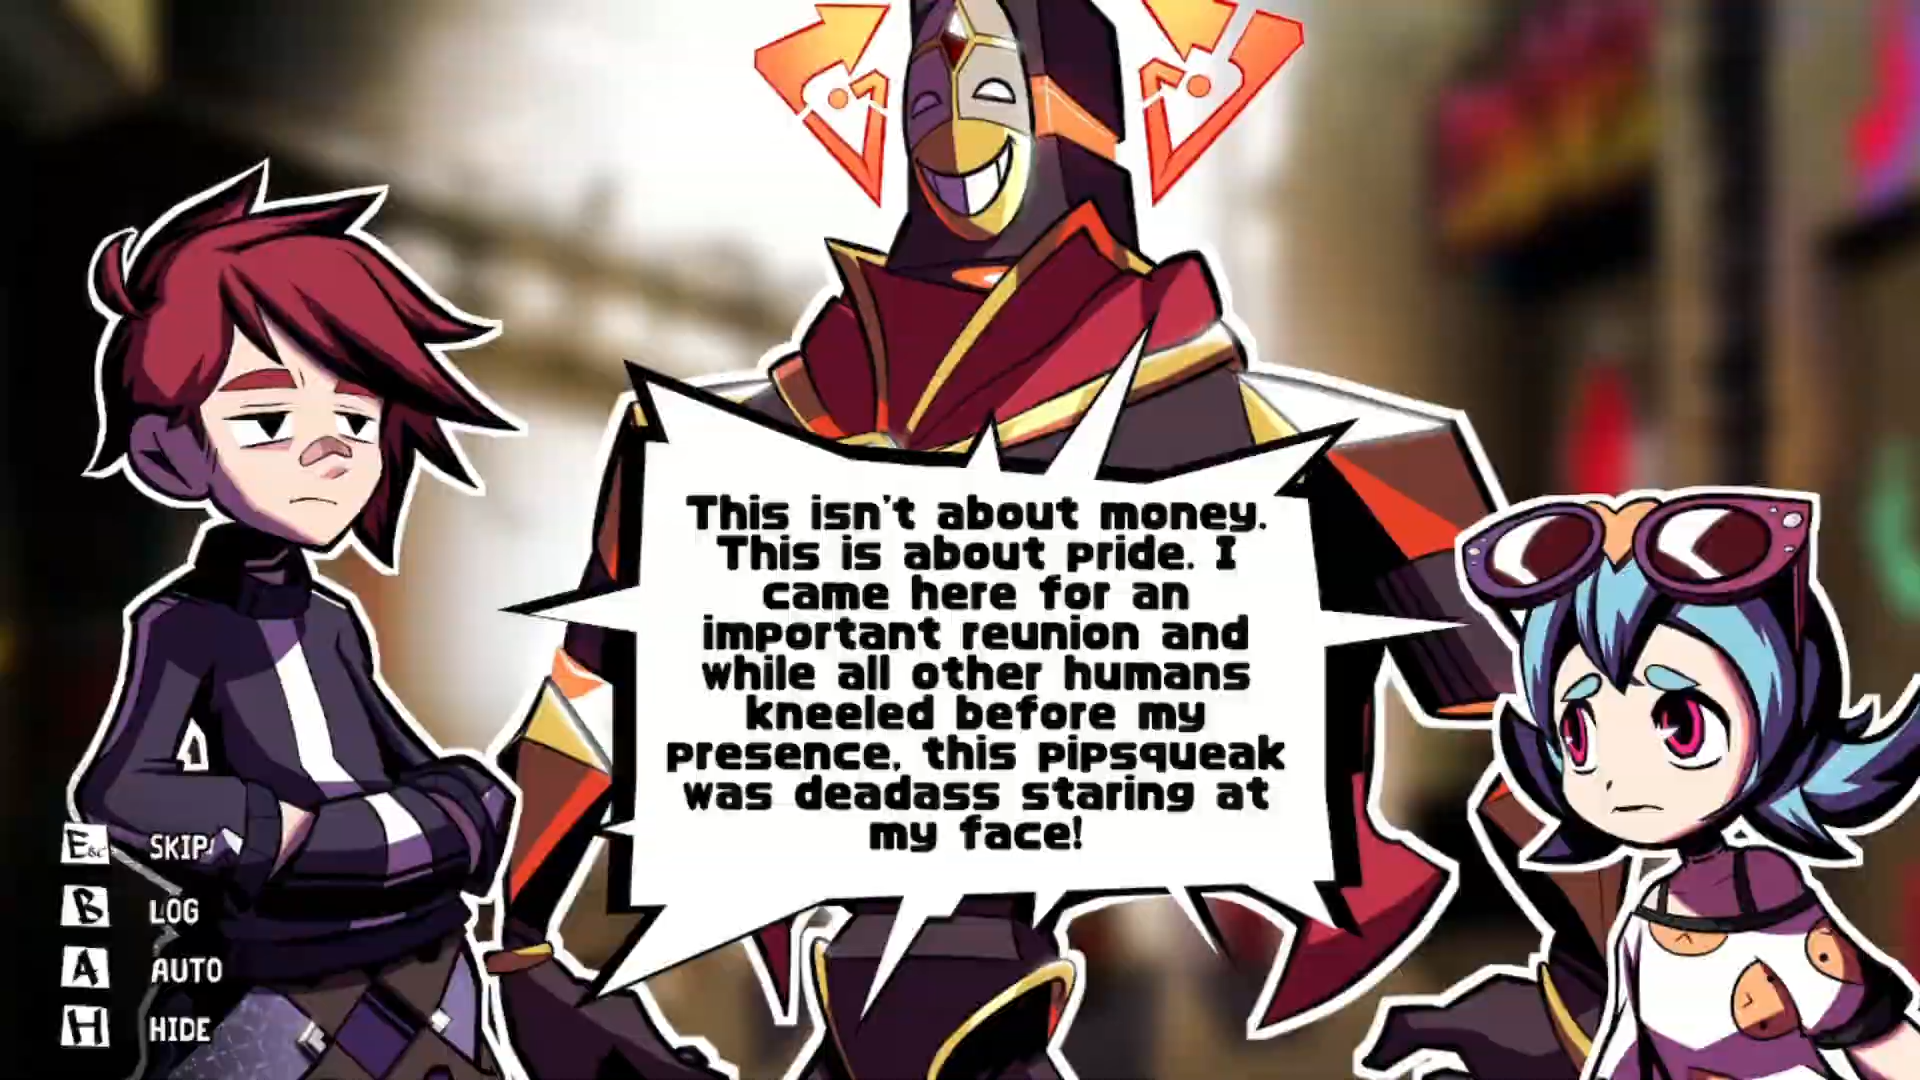 This isn't about money.
This is about pride. I
came here for an
important reunion and
while all other humans
kneeled before my
presence, this pipsqueak
was deadass staring at
my face!
Esc SKIP
B LOG
A AUTO
H HIDE